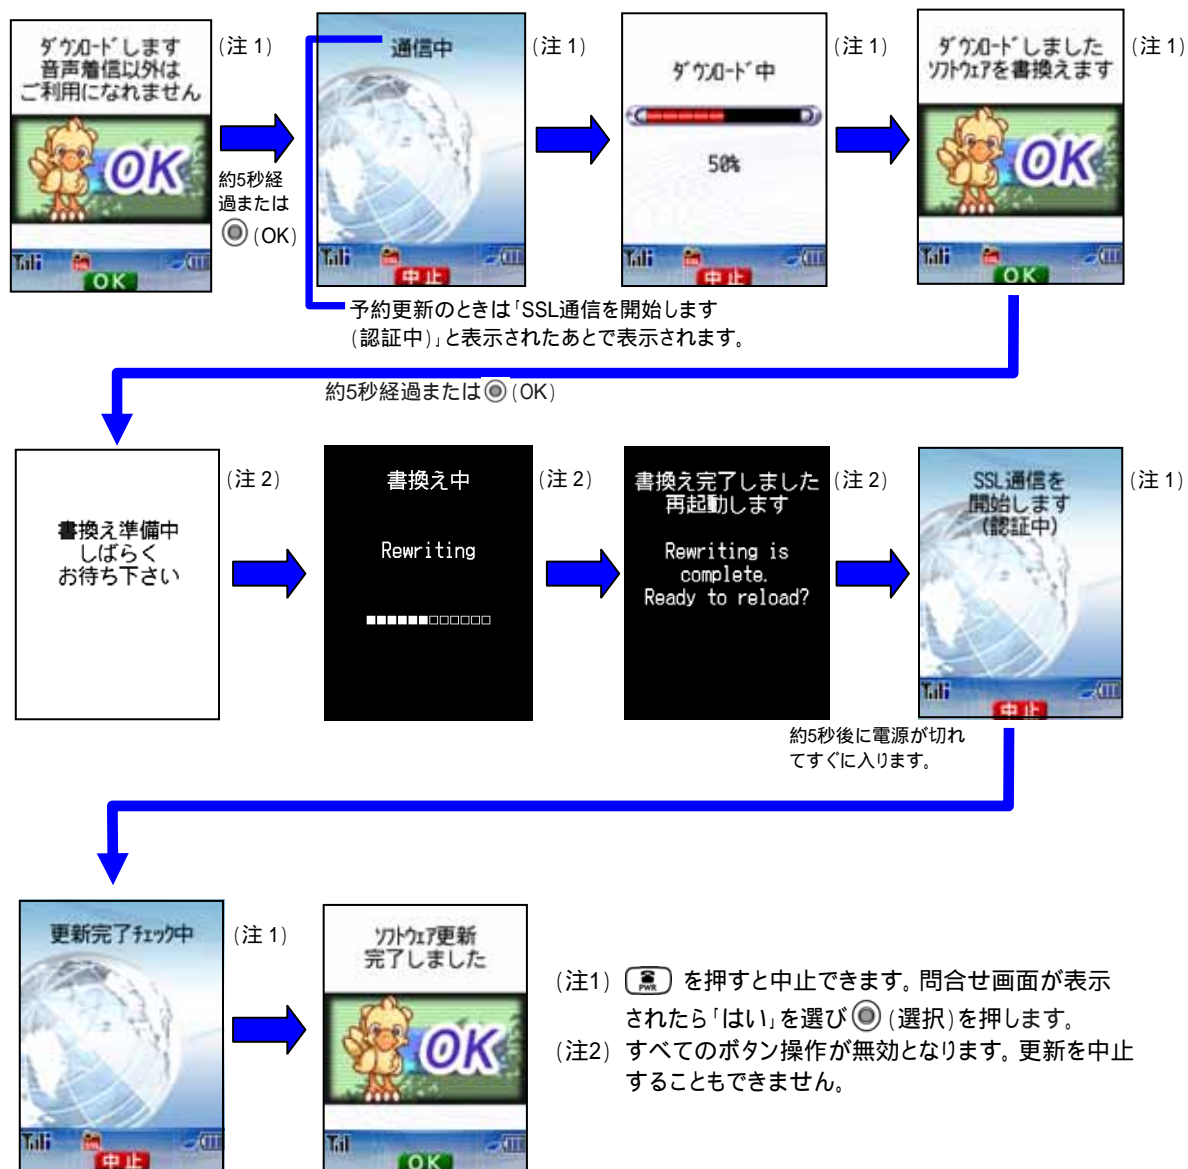 ﾀﾞｳﾝﾛｰﾄﾞします
音声着信以外は
ご利用になれません
OK
OK
(注1)
約5秒経
過または
(OK)
通信中
中止
(注1)
予約更新のときは「SSL通信を開始します
(認証中)」と表示されたあとで表示されます。
ﾀﾞｳﾝﾛｰﾄﾞ中
50%
中止
(注1)
ﾀﾞｳﾝﾛｰﾄﾞしました
ｿﾌﾄｳｪｱを書換えます
OK
OK
(注1)
約5秒経過または(OK)
書換え準備中
しばらく
お待ち下さい
(注2)
書換え中
Rewriting
(注2)
書換え完了しました
再起動します
Rewriting is
complete.
Ready to reload?
(注2)
SSL通信を
開始します
(認証中)
中止
(注1)
約5秒後に電源が切れ
てすぐに入ります。
更新完了ﾁｪｯｸ中
中止
(注1)
ｿﾌﾄｳｪｱ更新
完了しました
OK
OK
(注1) PWR を押すと中止できます。問合せ画面が表示
されたら「はい」を選び(選択)を押します。
(注2) すべてのボタン操作が無効となります。更新を中止
することもできません。